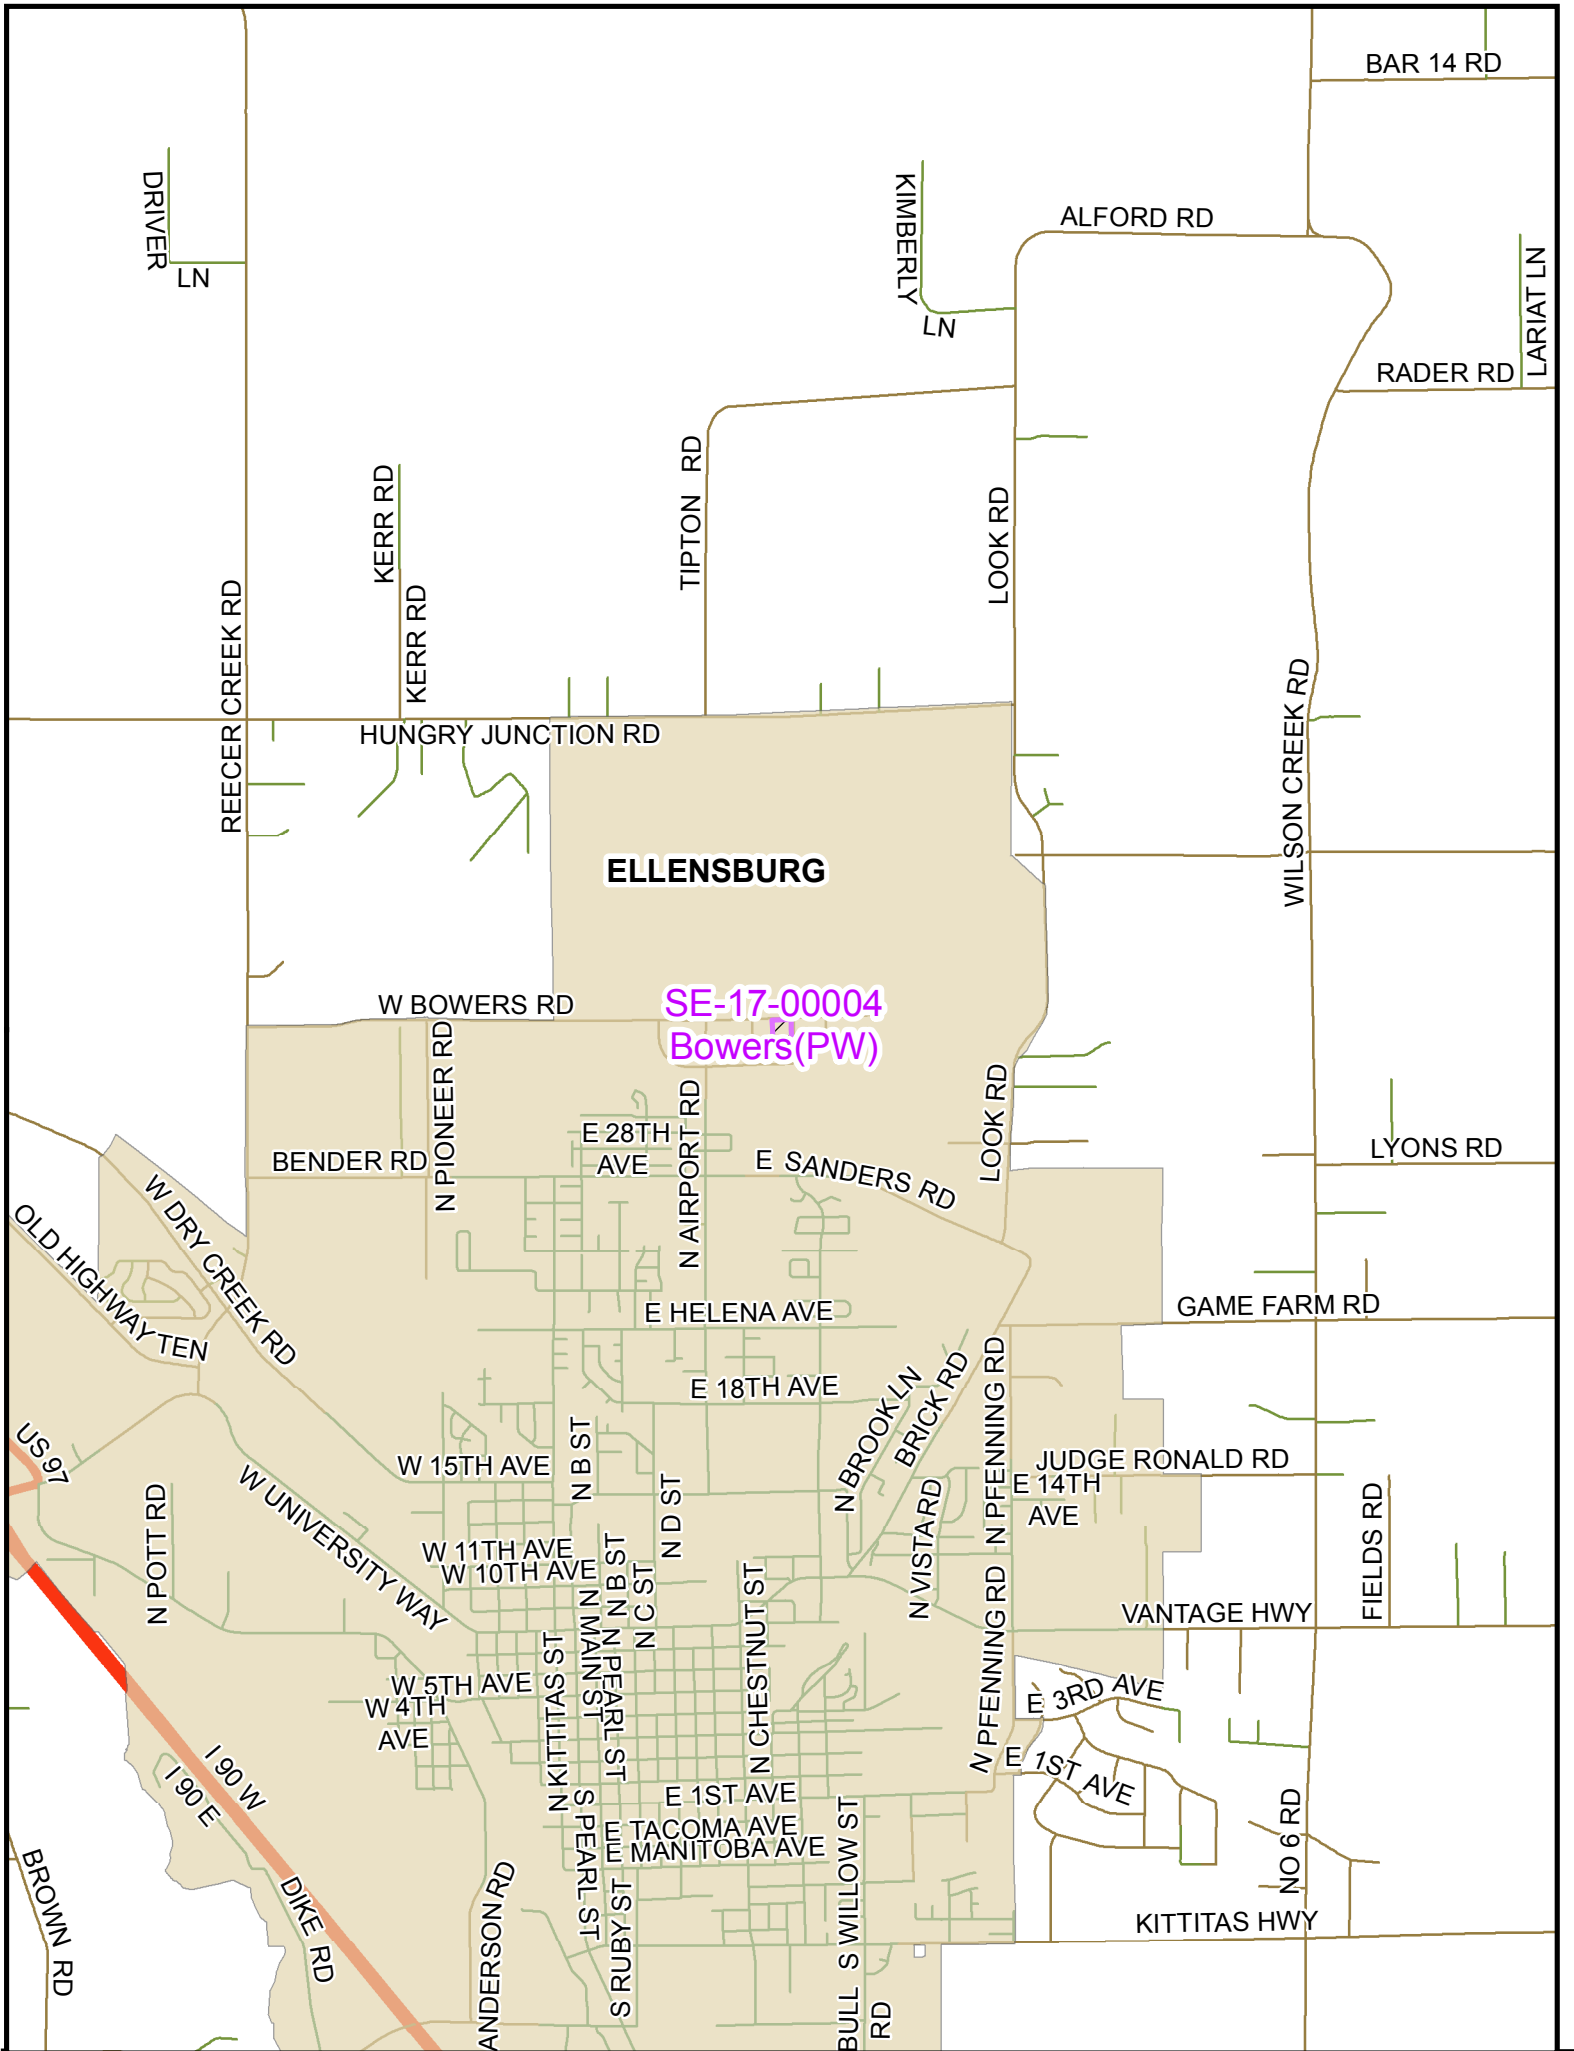 BAR 14 RD
DRIVER
LN
KIMBERLY
LN
ALFORD RD
LARIAT LN
RADER RD
TIPTON RD
KERR RD
KERR RD
LOOK RD
REECER CREEK RD
HUNGRY JUNCTION RD
WILSON CREEK RD
ELLENSBURG
W BOWERS RD
SE-17-00004
Bowers(PW)
N PIONEER RD
N AIRPORT RD
LOOK RD
E 28TH
AVE
BENDER RD
E SANDERS RD
LYONS RD
W DRY CREEK RD
OLD HIGHWAY TEN
E HELENA AVE
GAME FARM RD
E 18TH AVE
N BROOK LN
BRICK RD
N PFENNING RD
US 97
W 15TH AVE
N B ST
JUDGE RONALD RD
E 14TH
AVE
N POTT RD
W UNIVERSITY WAY
N D ST
N VISTA RD
FIELDS RD
W 11TH AVE
W 10TH AVE
N B ST
N C ST
N CHESTNUT ST
N MAIN ST
N PEARL ST
N KITTITAS ST
VANTAGE HWY
N PFENNING RD
W 5TH AVE
W 4TH
AVE
E 3RD AVE
E 1ST AVE
I 90 W
I 90 E
E 1ST AVE
E TACOMA AVE
E MANITOBA AVE
S PEARL ST
S RUBY ST
S WILLOW ST
NO 6 RD
BROWN RD
DIKE RD
ANDERSON RD
KITTITAS HWY
BULL
RD